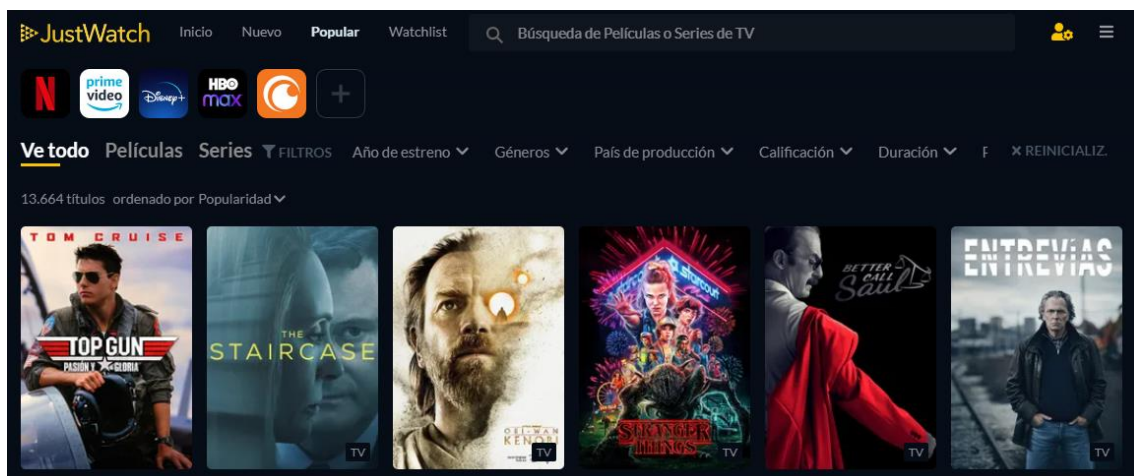 JustWatch Inicio Nuevo Popular Watchlist Búsqueda de Películas o Series de TV
N prime video Disney+ HBO max +
Ve todo Películas Series FILTROS Año de estreno Géneros País de producción Calificación Duración × REINICIALIZ.
13.664 títulos ordenado por Popularidad
TOM CRUISE
TOP GUN
PASIÓN Y GLORIA
THE
STAIRCASE
TV
OBI-WAN
KENOBI
TV
starcourt
STRANGER
THINGS
TV
BETTER
CALL
Saul
TV
ENTREVÍAS
TV